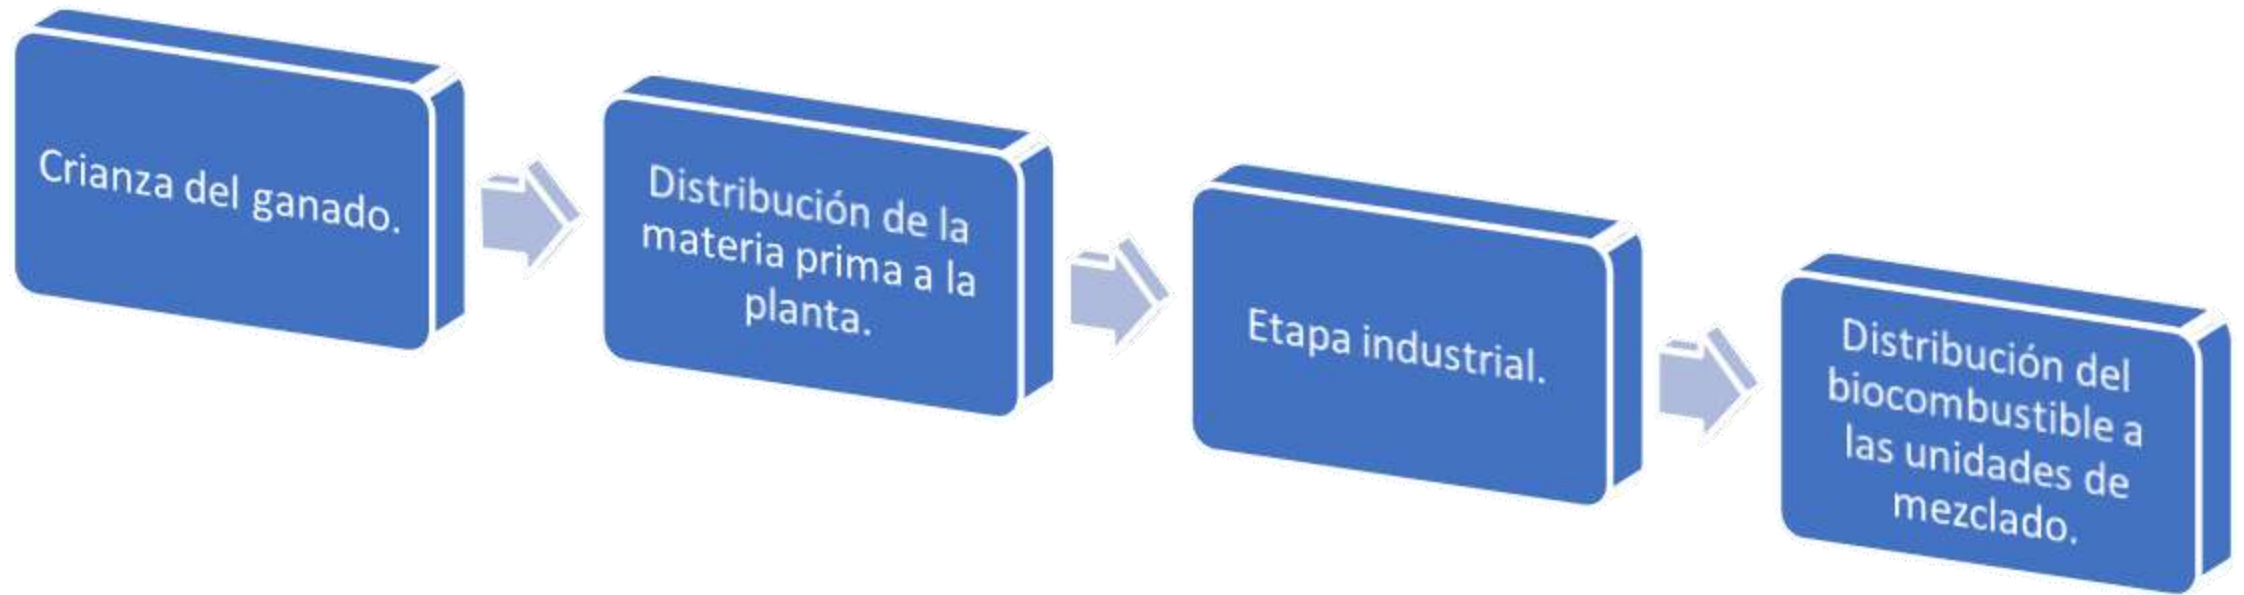 Crianza del ganado.
Distribución de la
materia prima a la
planta.
Etapa industrial.
Distribución del
biocombustible a
las unidades de
mezclado.